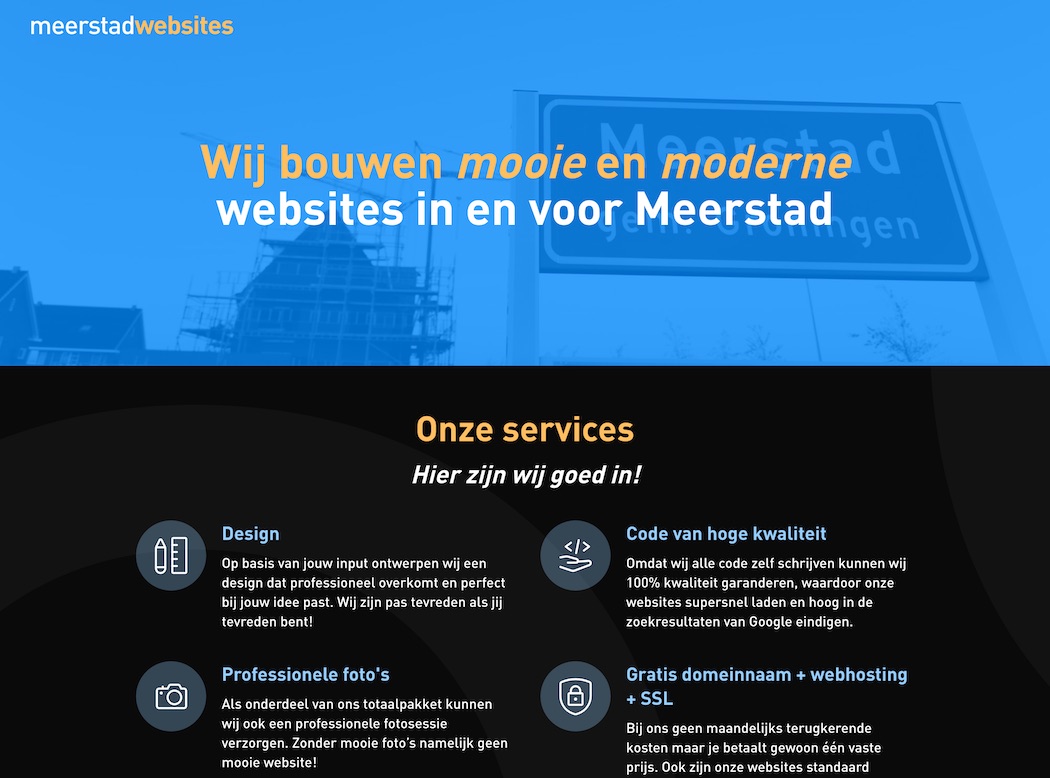 meerstadwebsites
Meerstad
gem. Groningen
Wij bouwen mooie en moderne
websites in en voor Meerstad
Onze services
Hier zijn wij goed in!
Design
Op basis van jouw input ontwerpen wij een
design dat professioneel overkomt en perfect
bij jouw idee past. Wij zijn pas tevreden als jij
tevreden bent!
Code van hoge kwaliteit
Omdat wij alle code zelf schrijven kunnen wij
100% kwaliteit garanderen, waardoor onze
websites supersnel laden en hoog in de
zoekresultaten van Google eindigen.
Professionele foto's
Als onderdeel van ons totaalpakket kunnen
wij ook een professionele fotosessie
verzorgen. Zonder mooie foto's namelijk geen
mooie website!
Gratis domeinnaam + webhosting
+ SSL
Bij ons geen maandelijks terugkerende
kosten maar je betaalt gewoon één vaste
prijs. Ook zijn onze websites standaard